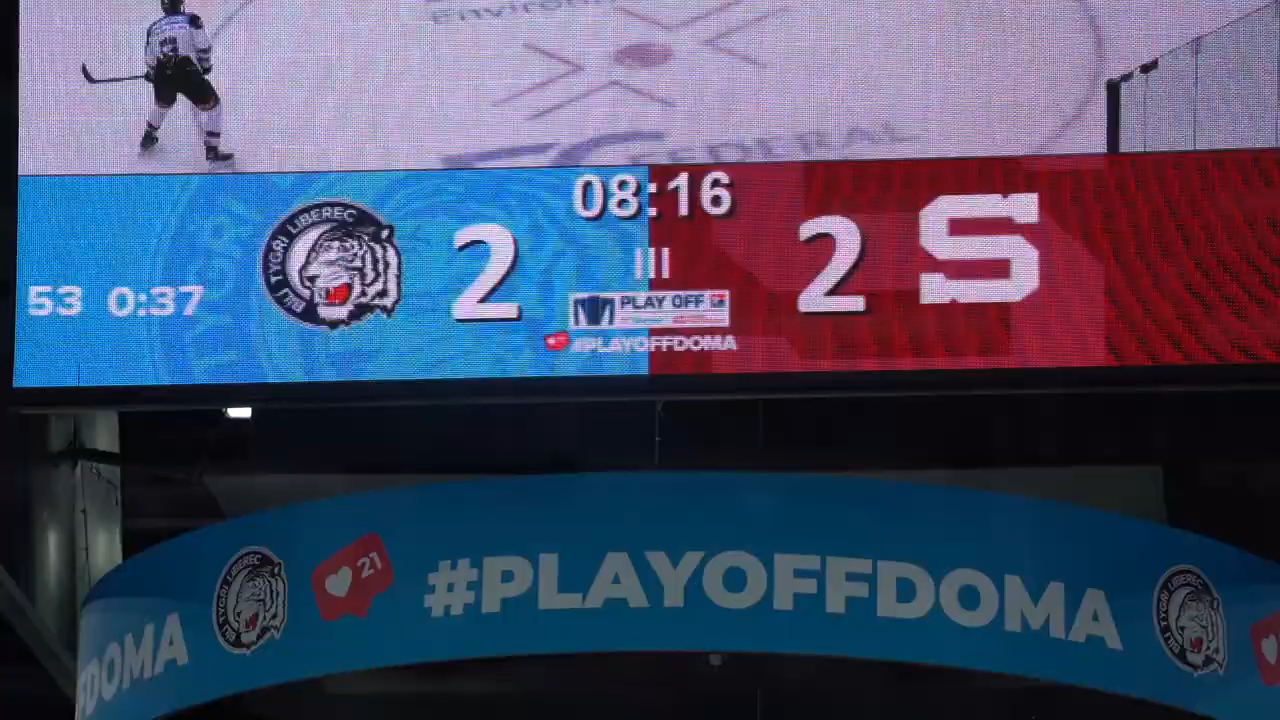 FEDERAL
08:16
BÍLÍ TYGŘI LIBEREC
2
2
S
III
53 0:37
PLAY OFF
#PLAYOFFDOMA
21
#PLAYOFFDOMA
BÍLÍ TYGŘI LIBEREC
BÍLÍ TYGŘI LIBEREC
DOMA